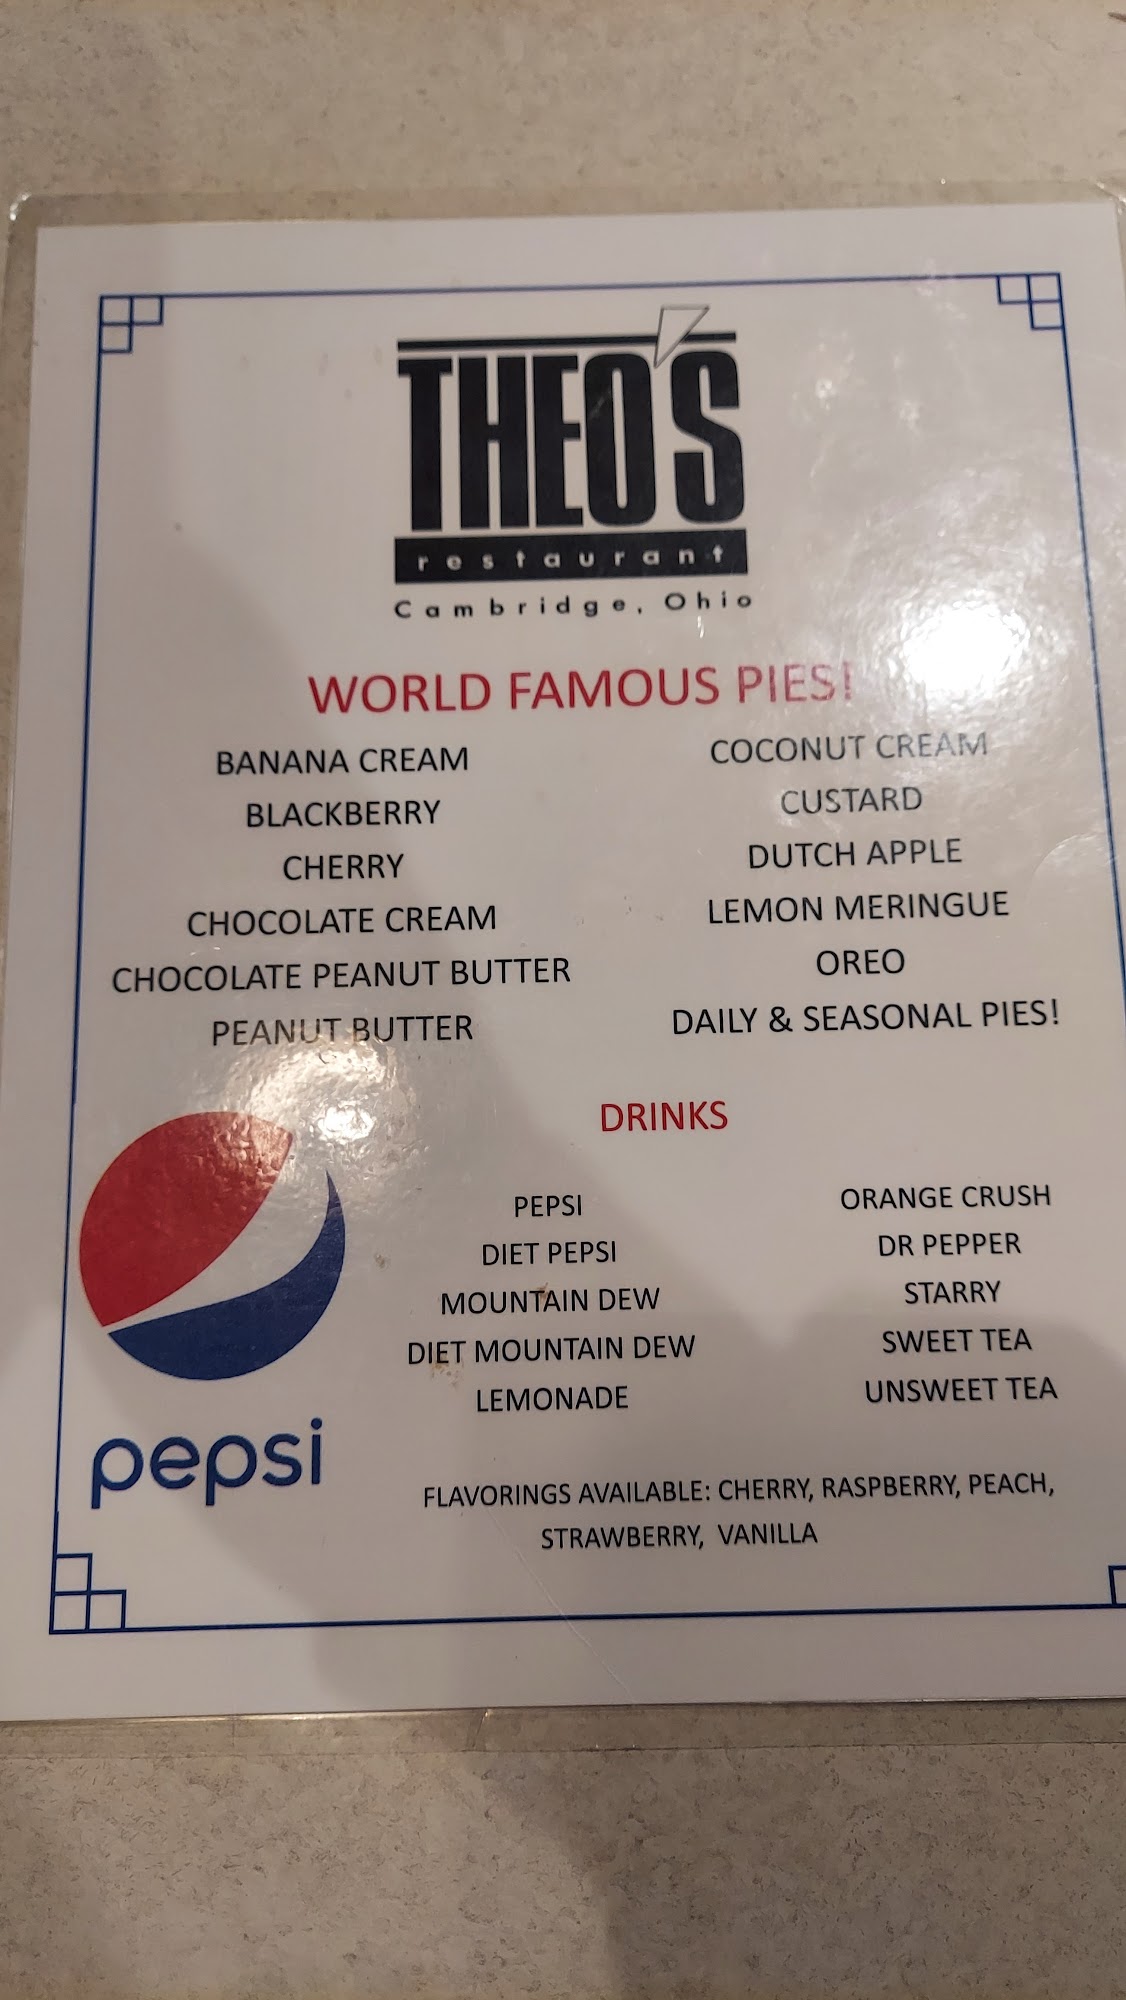 THEO'S
restaurant
Cambridge, Ohio
WORLD FAMOUS PIES!
BANANA CREAM
BLACKBERRY
CHERRY
CHOCOLATE CREAM
CHOCOLATE PEANUT BUTTER
PEANUT BUTTER
COCONUT CREAM
CUSTARD
DUTCH APPLE
LEMON MERINGUE
OREO
DAILY & SEASONAL PIES!
DRINKS
pepsi
PEPSI
DIET PEPSI
MOUNTAIN DEW
DIET MOUNTAIN DEW
LEMONADE
ORANGE CRUSH
DR PEPPER
STARRY
SWEET TEA
UNSWEET TEA
FLAVORINGS AVAILABLE: CHERRY, RASPBERRY, PEACH,
STRAWBERRY, VANILLA